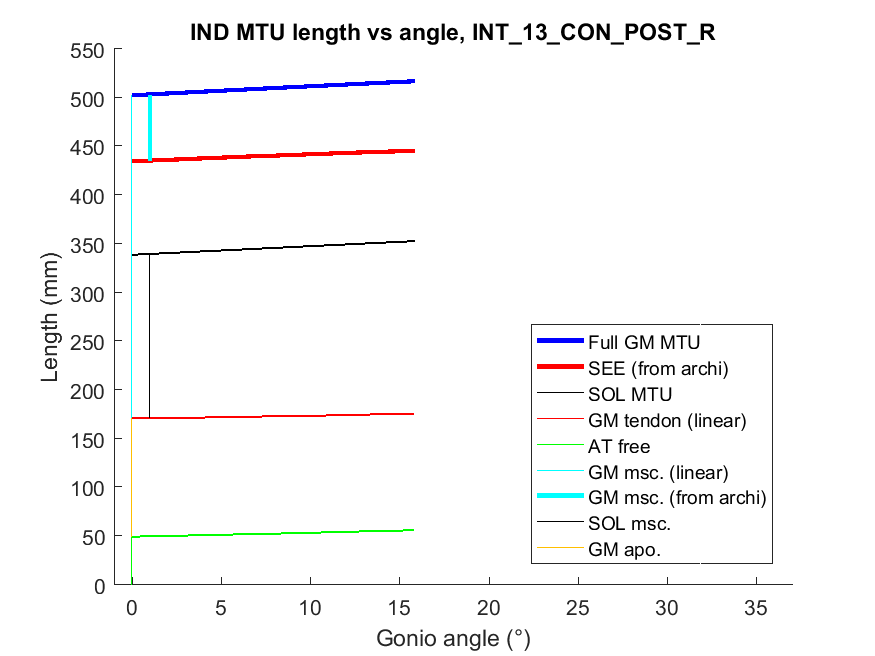 IND MTU length vs angle, INT_13_CON_POST_R
550
500
450
400
350
300
250
200
150
100
50
0
Length (mm)
Full GM MTU
SEE (from archi)
SOL MTU
GM tendon (linear)
AT free
GM msc. (linear)
GM msc. (from archi)
SOL msc.
GM apo.
0 5 10 15 20 25 30 35
Gonio angle (°)